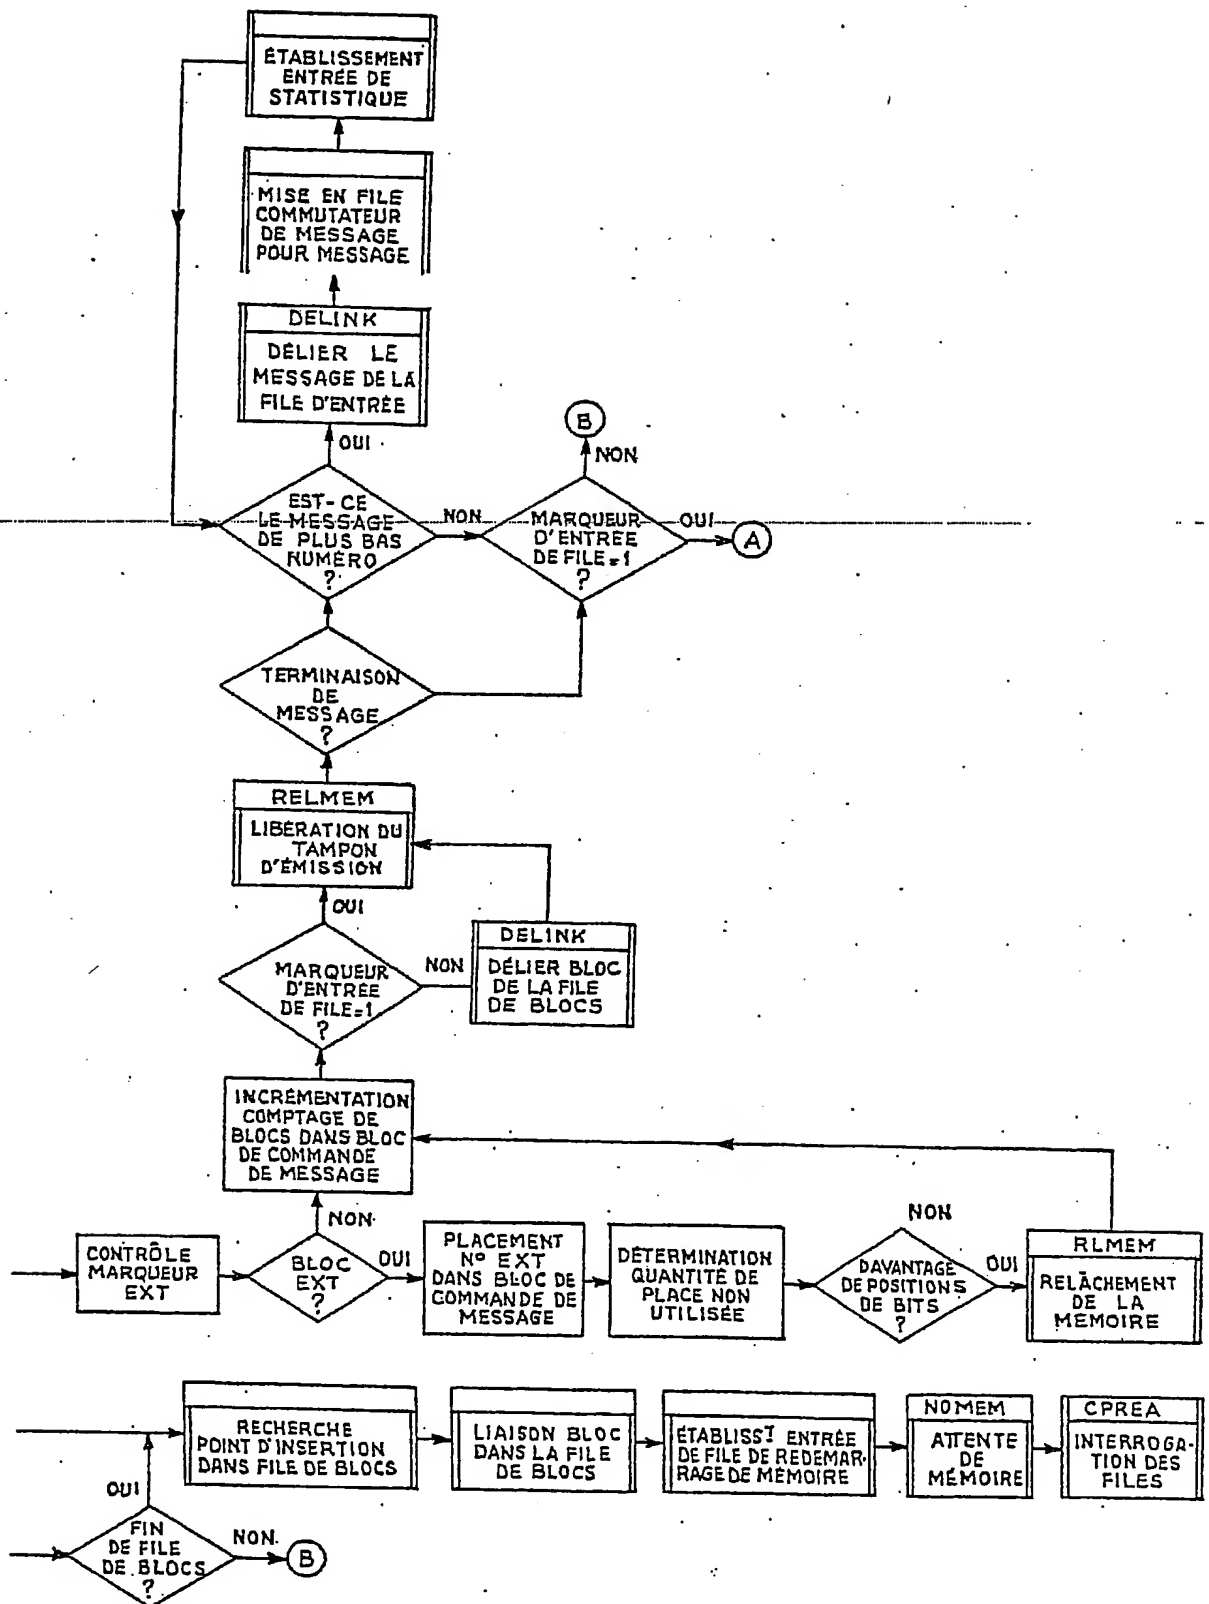 ÉTABLISSEMENT
ENTRÉE DE
STATISTIQUE
MISE EN FILE
COMMUTATEUR
DE MESSAGE
POUR MESSAGE
DELINK
DÉLIER LE
MESSAGE DE LA
FILE D'ENTRÉE
OUI
B
NON
EST-CE
LE MESSAGE
DE PLUS BAS
NUMÉRO
?
NON
MARQUEUR
D'ENTRÉE
DE FILE=1
?
OUI
A
TERMINAISON
DE
MESSAGE
?
RELMEM
LIBÉRATION DU
TAMPON
D'ÉMISSION
OUI
MARQUEUR
D'ENTRÉE
DE FILE=1
?
NON
DELINK
DÉLIER BLOC
DE LA FILE
DE BLOCS
INCRÉMENTATION
COMPTAGE DE
BLOCS DANS BLOC
DE COMMANDE
DE MESSAGE
NON
CONTRÔLE
MARQUEUR
EXT
BLOC
EXT
?
OUI
PLACEMENT
N° EXT
DANS BLOC DE
COMMANDE DE
MESSAGE
DÉTERMINATION
QUANTITÉ DE
PLACE NON
UTILISÉE
NON
DAVANTAGE
DE POSITIONS
DE BITS
?
OUI
RLMEM
RELÂCHEMENT
DE LA
MÉMOIRE
RECHERCHE
POINT D'INSERTION
DANS FILE DE BLOCS
LIAISON BLOC
DANS LA FILE
DE BLOCS
ÉTABLISST ENTRÉE
DE FILE DE REDEMAR-
RAGE DE MÉMOIRE
NOMEM
ATTENTE
DE
MÉMOIRE
CPREA
INTERROGA-
TION DES
FILES
OUI
FIN
DE FILE
DE BLOCS
?
NON
B